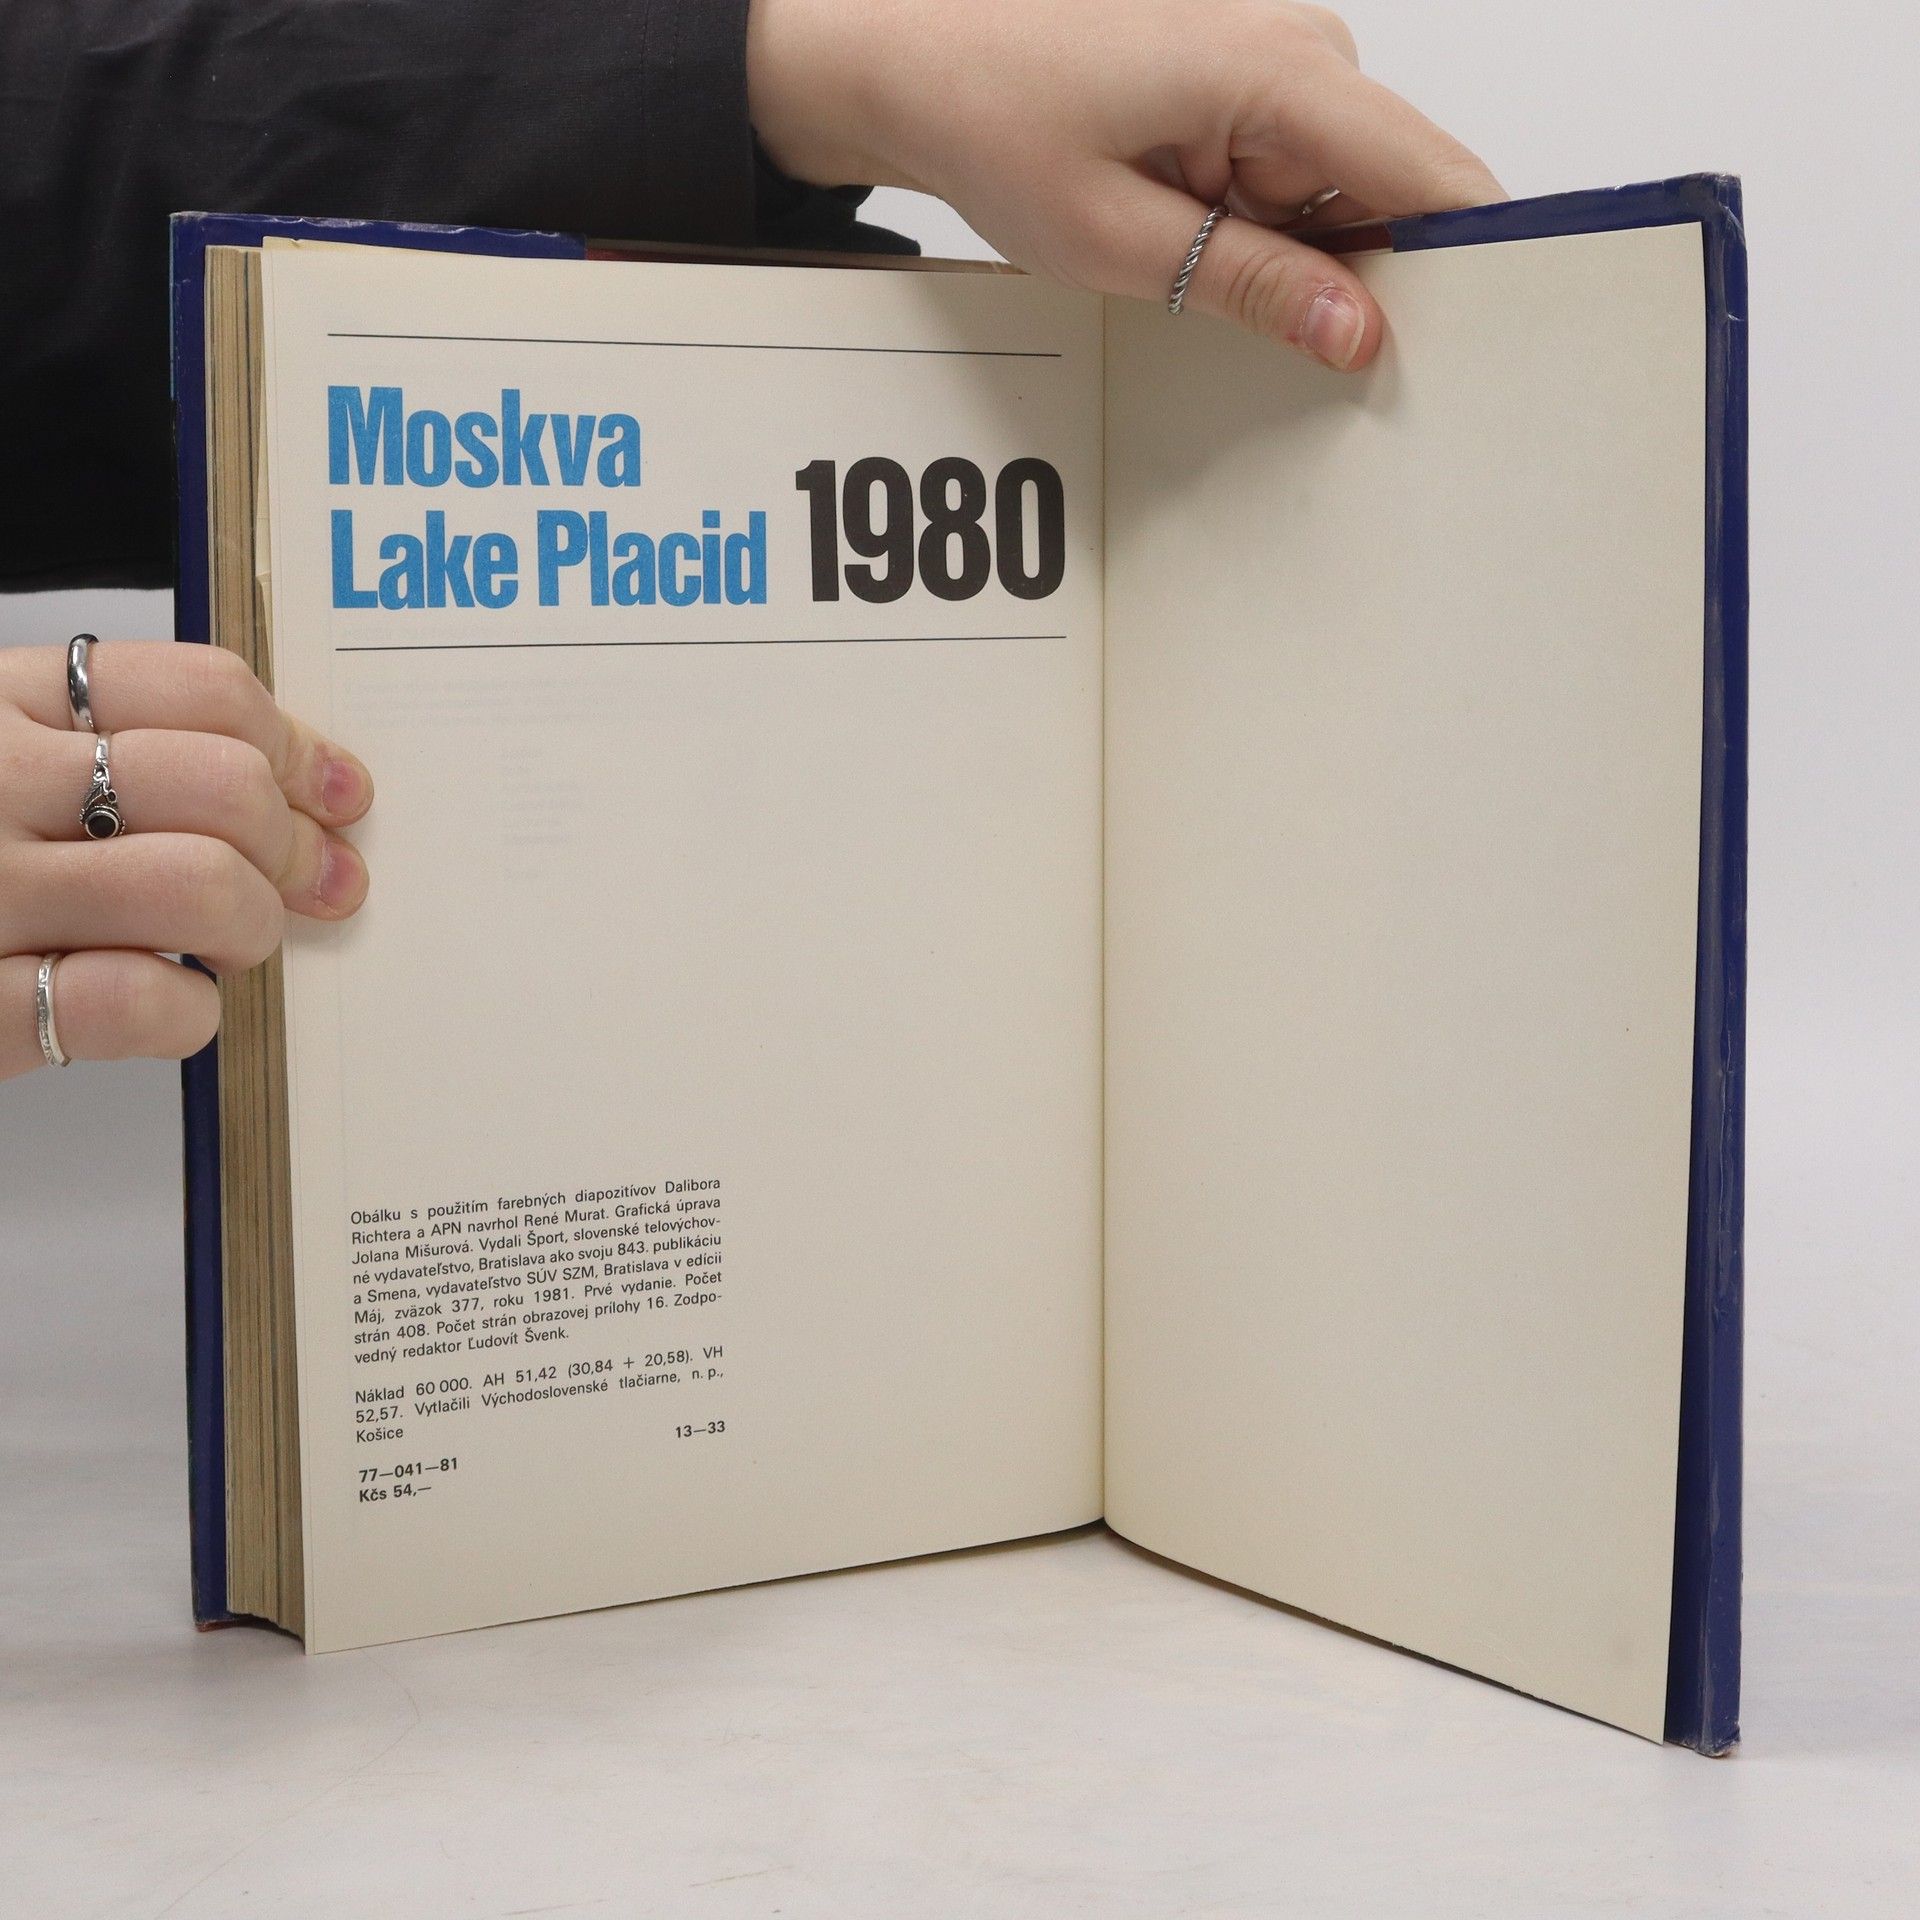 Moskva
Lake Placid 1980
Obálku s použitím farebných diapozitívov Dalibora
Richtera a APN navrhol René Murat. Grafická úprava
Jolana Mišurová. Vydali Šport, slovenské telovýchov-
né vydavateľstvo, Bratislava ako svoju 843. publikáciu
a Smena, vydavateľstvo SÚV SZM, Bratislava v edícii
Máj, zväzok 377, roku 1981. Prvé vydanie. Počet
strán 408. Počet strán obrazovej prílohy 16. Zodpo-
vedný redaktor Ľudovít Švenk.
Náklad 60 000. AH 51,42 (30,84 + 20,58). VH
52,57. Vytlačili Východoslovenské tlačiarne, n. p.,
Košice
13—33
77—041—81
Kčs 54,—